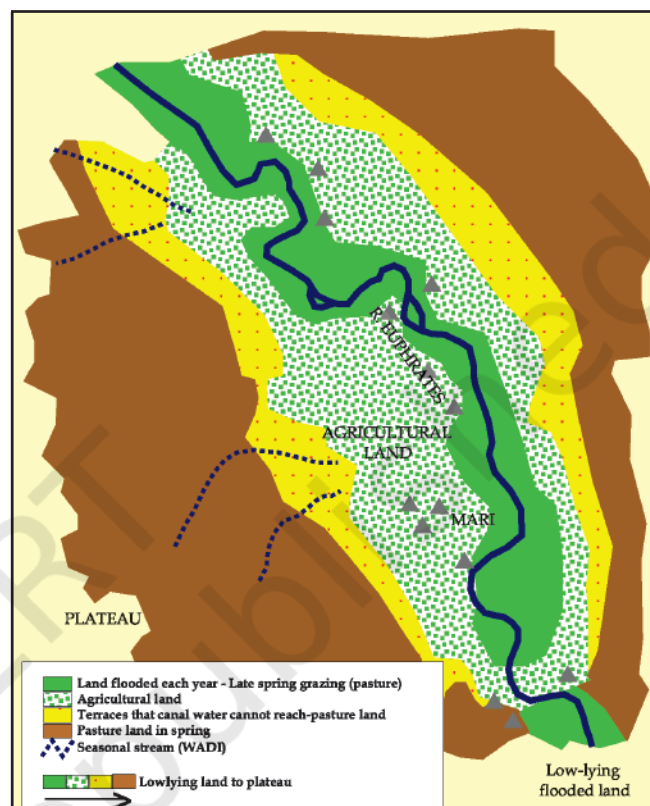 R. EUPHRATES
AGRICULTURAL
LAND
MARI
PLATEAU
Land flooded each year - Late spring grazing (pasture)
Agricultural land
Terraces that canal water cannot reach-pasture land
Pasture land in spring
Seasonal stream (WADI)
Lowlying land to plateau
Low-lying
flooded land